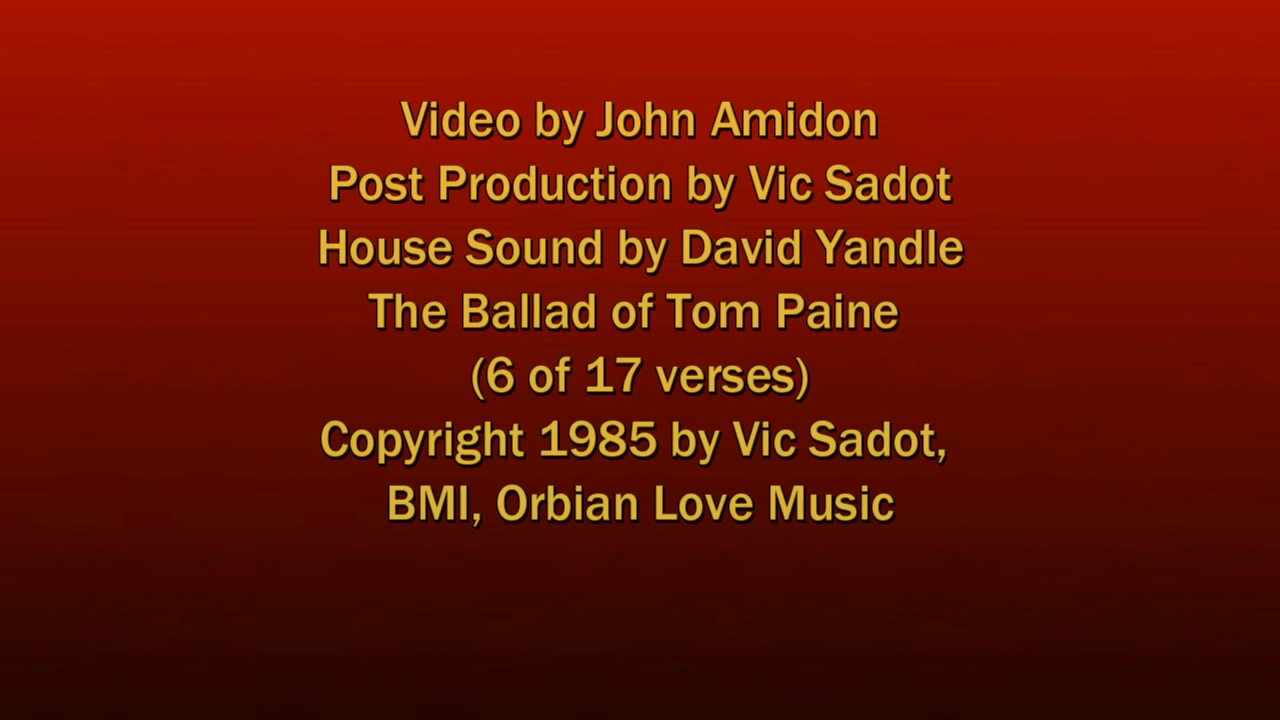 Video by John Amidon
Post Production by Vic Sadot
House Sound by David Yandle
The Ballad of Tom Paine
(6 of 17 verses)
Copyright 1985 by Vic Sadot,
BMI, Orbian Love Music